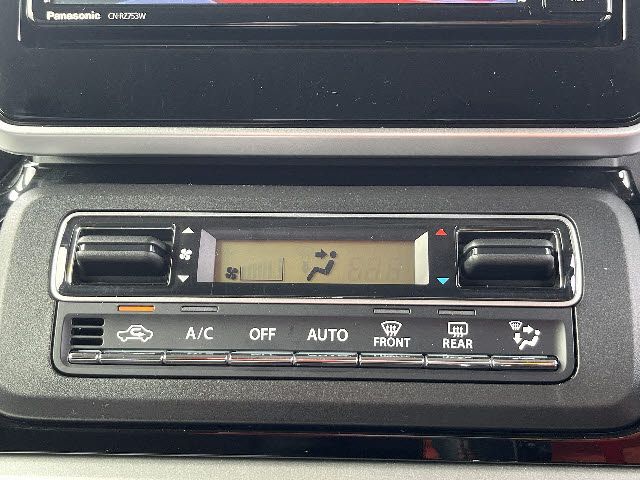 Panasonic CN-RZ753W
A/C OFF AUTO FRONT REAR